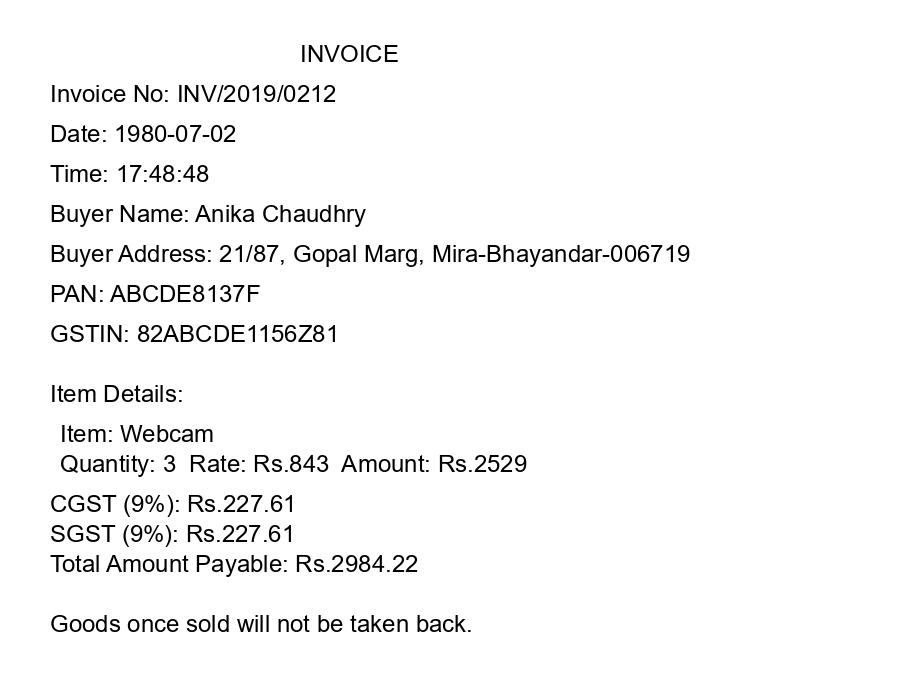 INVOICE
Invoice No: INV/2019/0212
Date: 1980-07-02
Time: 17:48:48
Buyer Name: Anika Chaudhry
Buyer Address: 21/87, Gopal Marg, Mira-Bhayandar-006719
PAN: ABCDE8137F
GSTIN: 82ABCDE1156Z81
Item Details:
Item: Webcam
Quantity: 3  Rate: Rs.843  Amount: Rs.2529
CGST (9%): Rs.227.61
SGST (9%): Rs.227.61
Total Amount Payable: Rs.2984.22
Goods once sold will not be taken back.